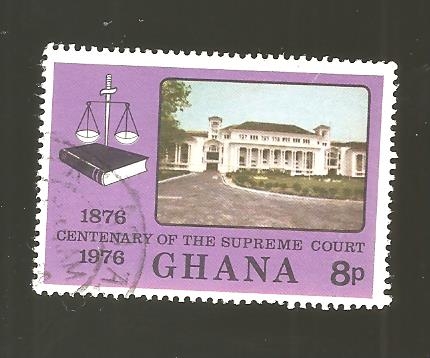 1876
CENTENARY OF THE SUPREME COURT
1976 GHANA 8p